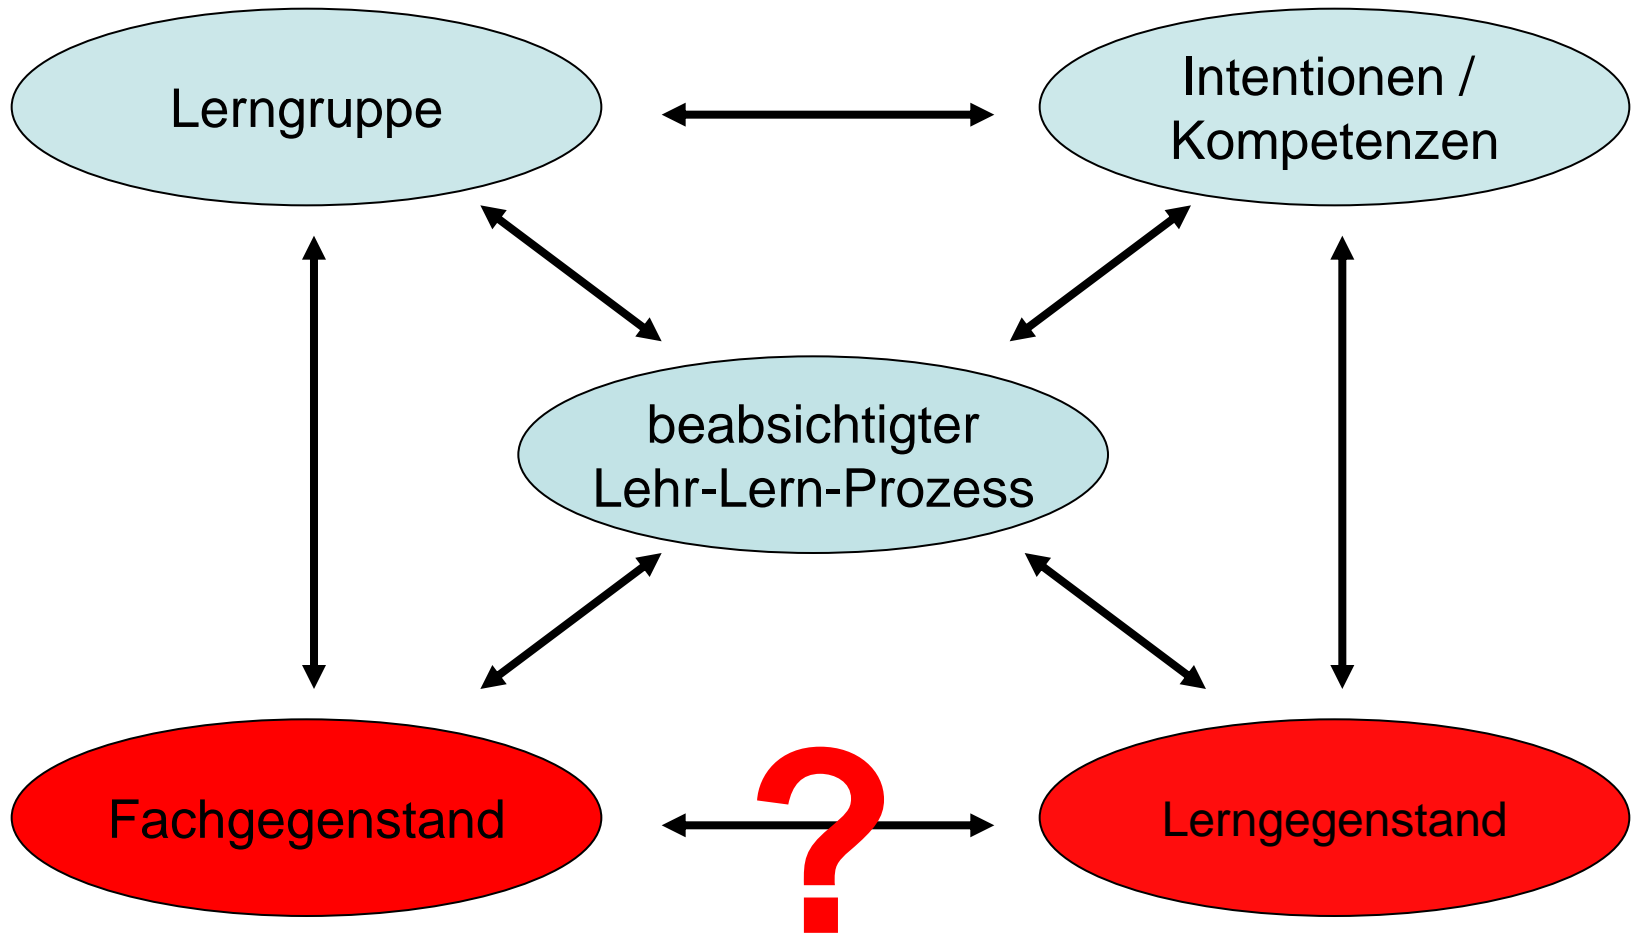 Lerngruppe
Intentionen /
Kompetenzen
beabsichtigter
Lehr-Lern-Prozess
Fachgegenstand
?
Lerngegenstand